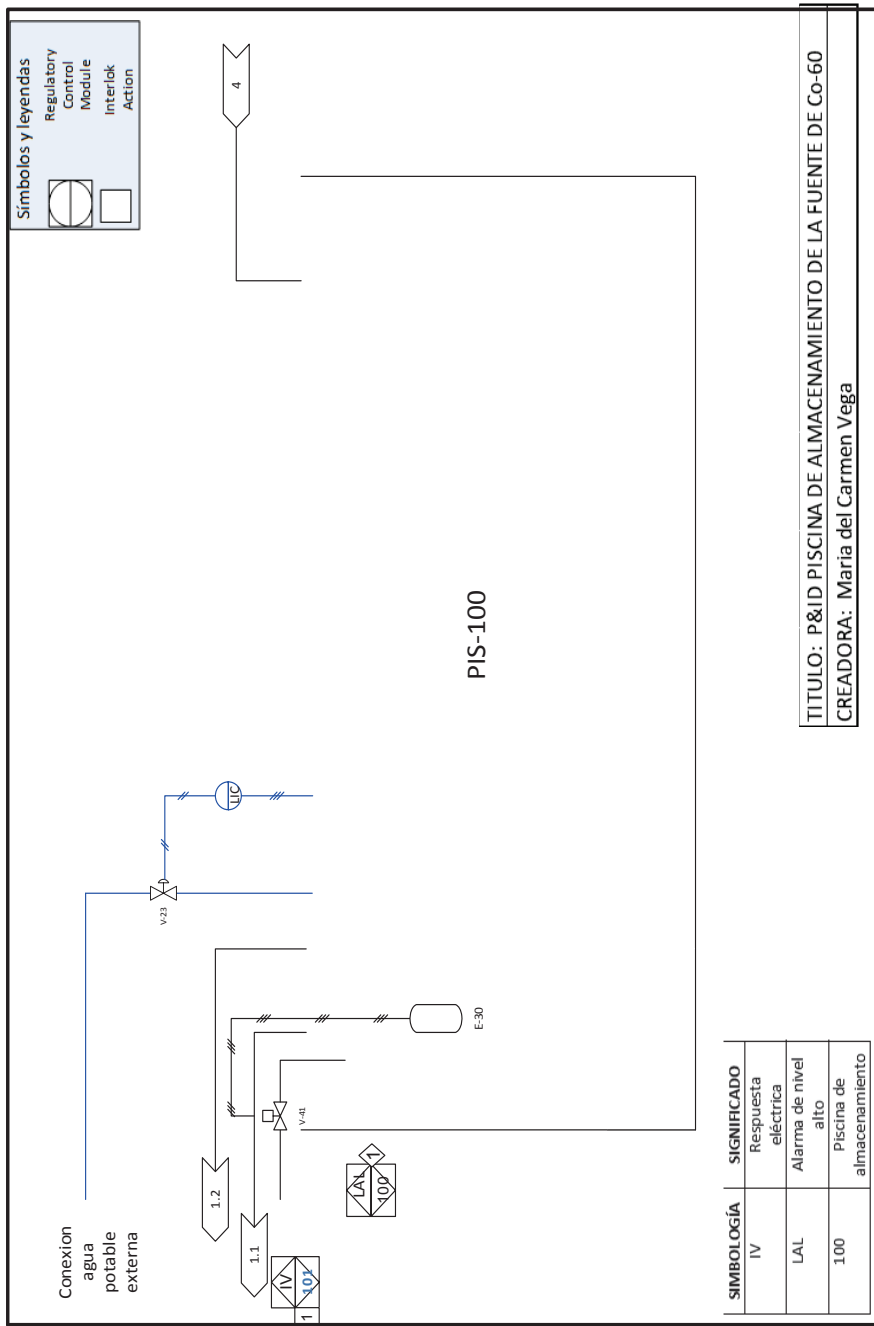 Símbolos y leyendas
Regulatory
Control
Module
Interlok
Action
Conexion
agua
potable
externa
V-23
LIC
4
1.2
1.1
IV
101
1
V-41
E-30
LAL
100
1
PIS-100
SIMBOLOGÍA SIGNIFICADO
IV Respuesta
eléctrica
LAL Alarma de nivel
alto
100 Piscina de
almacenamiento
TITULO: P&ID PISCINA DE ALMACENAMIENTO DE LA FUENTE DE Co-60
CREADORA: Maria del Carmen Vega